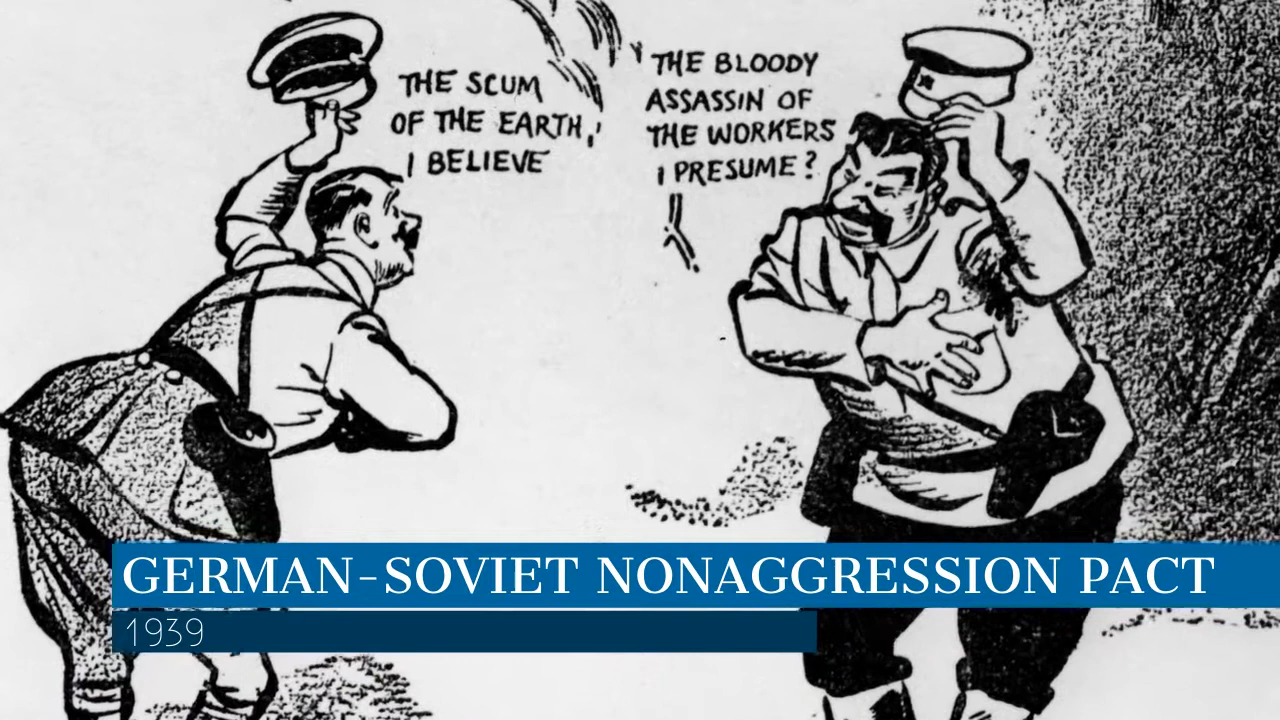 THE SCUM
OF THE EARTH,
I BELIEVE
THE BLOODY
ASSASSIN OF
THE WORKERS
I PRESUME?
GERMAN-SOVIET NONAGGRESSION PACT
1939